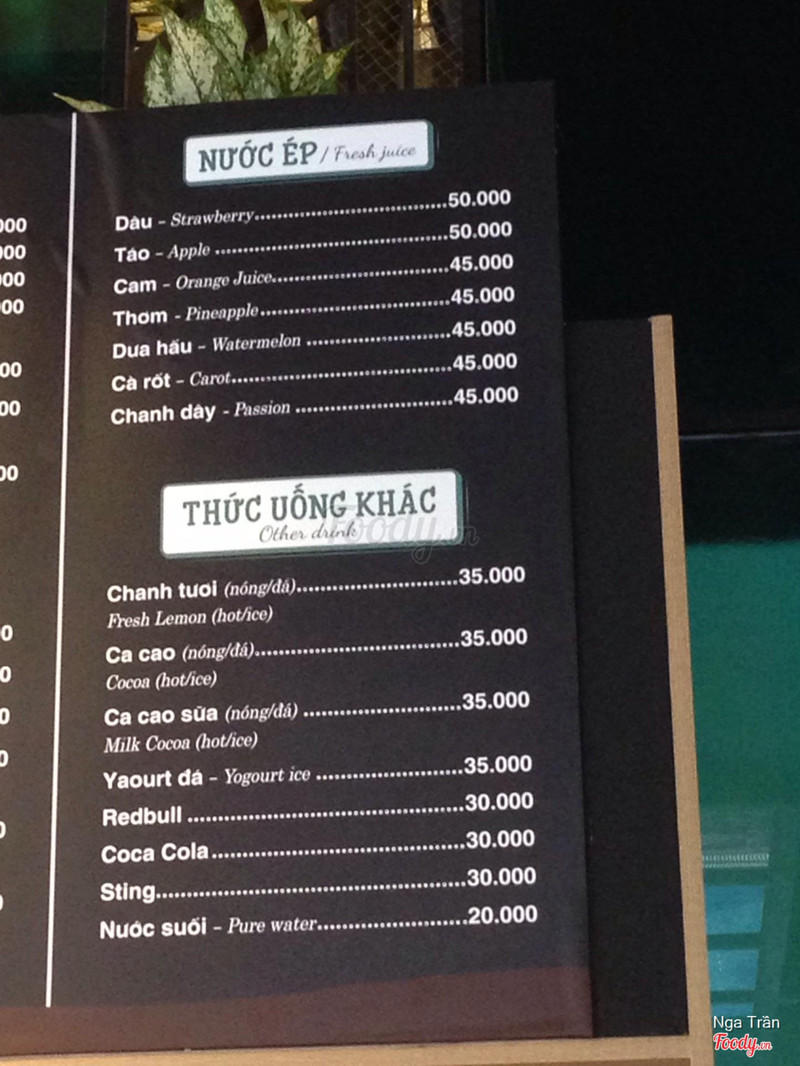 NƯỚC ÉP / Fresh juice
Dâu - Strawberry 50.000
Táo - Apple 50.000
Cam - Orange Juice 45.000
Thơm - Pineapple 45.000
Dưa hấu - Watermelon 45.000
Cà rốt - Carot 45.000
Chanh dây - Passion 45.000
THỨC UỐNG KHÁC
Other drink
Chanh tươi (nóng/đá) 35.000
Fresh Lemon (hot/ice)
Ca cao (nóng/đá) 35.000
Cocoa (hot/ice)
Ca cao sữa (nóng/đá) 35.000
Milk Cocoa (hot/ice)
Yaourt đá - Yogourt ice 35.000
Redbull 30.000
Coca Cola 30.000
Sting 30.000
Nước suối - Pure water 20.000
Foody.vn
Nga Trần
Foody.vn